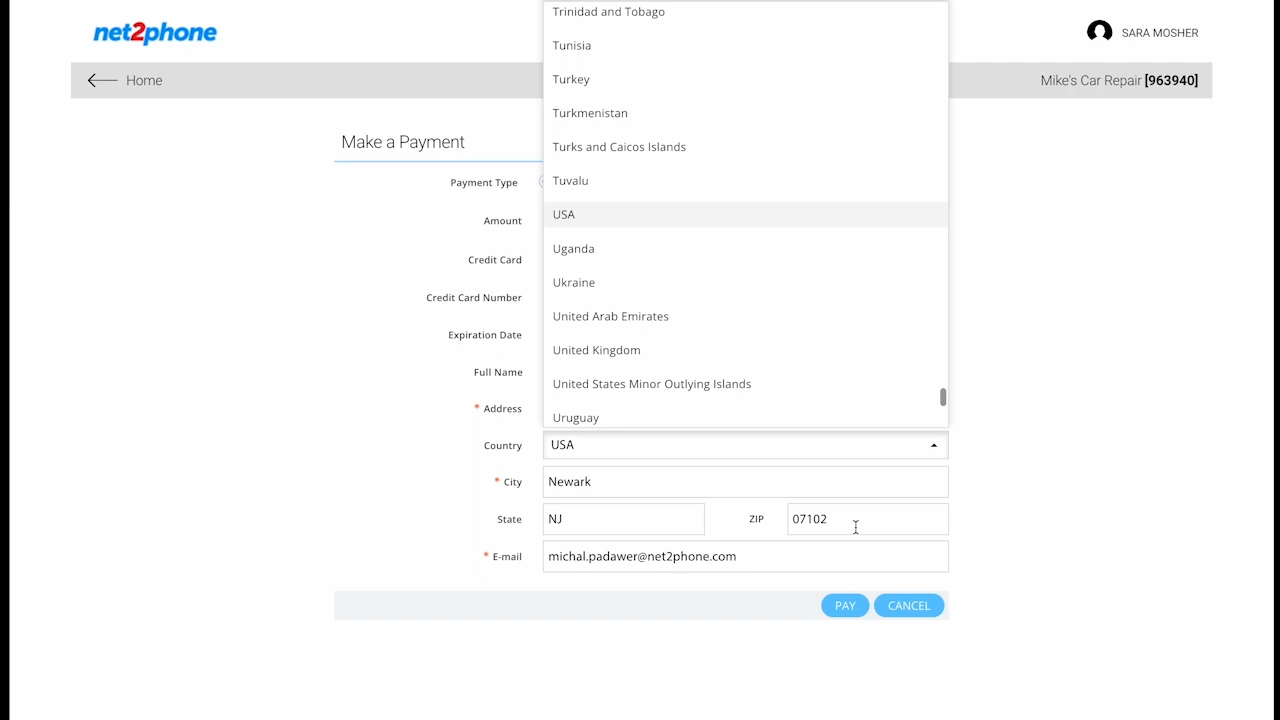 net2phone
SARA MOSHER
Home
Mike's Car Repair [963940]
Make a Payment
Payment Type
Amount
Credit Card
Credit Card Number
Expiration Date
Full Name
* Address
Trinidad and Tobago
Tunisia
Turkey
Turkmenistan
Turks and Caicos Islands
Tuvalu
USA
Uganda
Ukraine
United Arab Emirates
United Kingdom
United States Minor Outlying Islands
Uruguay
Country USA
* City Newark
State NJ ZIP 07102
* E-mail michal.padawer@net2phone.com
PAY CANCEL